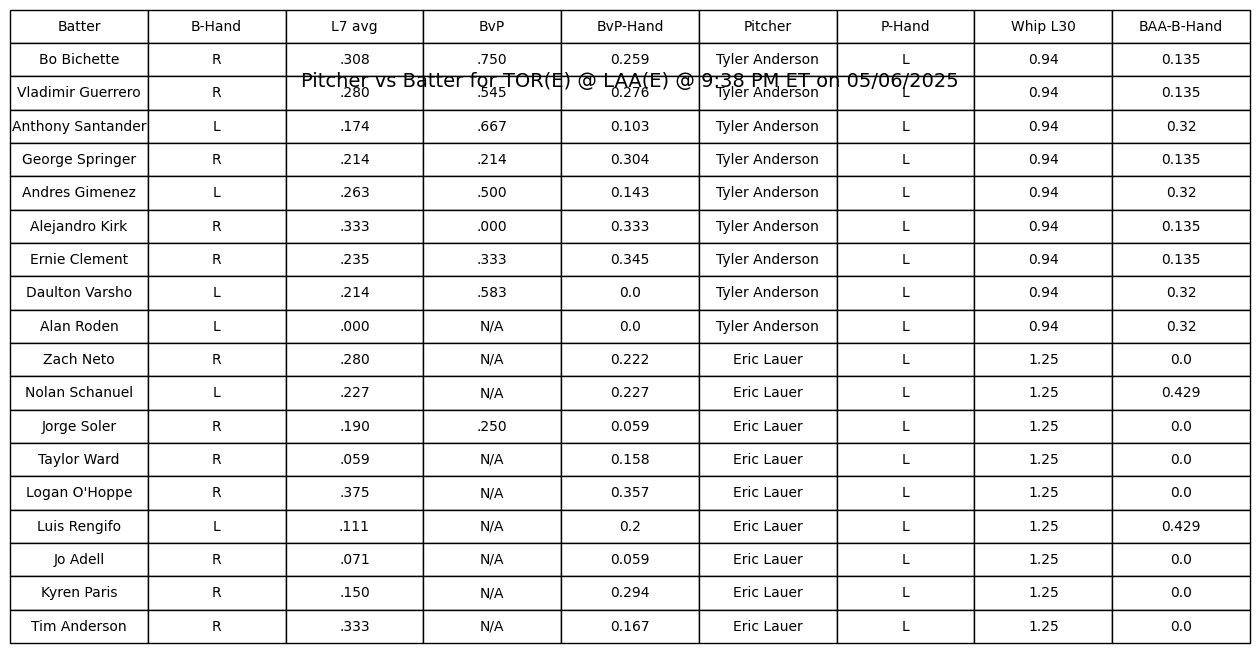 Batter B-Hand L7 avg BvP BvP-Hand Pitcher P-Hand Whip L30 BAA-B-Hand
Bo Bichette R .308 .750 0.259 Tyler Anderson L 0.94 0.135
Pitcher vs Batter for TOR(E) @ LAA(E) @ 9:38 PM ET on 05/06/2025
Vladimir Guerrero R .280 .545 0.276 Tyler Anderson L 0.94 0.135
Anthony Santander L .174 .667 0.103 Tyler Anderson L 0.94 0.32
George Springer R .214 .214 0.304 Tyler Anderson L 0.94 0.135
Andres Gimenez L .263 .500 0.143 Tyler Anderson L 0.94 0.32
Alejandro Kirk R .333 .000 0.333 Tyler Anderson L 0.94 0.135
Ernie Clement R .235 .333 0.345 Tyler Anderson L 0.94 0.135
Daulton Varsho L .214 .583 0.0 Tyler Anderson L 0.94 0.32
Alan Roden L .000 N/A 0.0 Tyler Anderson L 0.94 0.32
Zach Neto R .280 N/A 0.222 Eric Lauer L 1.25 0.0
Nolan Schanuel L .227 N/A 0.227 Eric Lauer L 1.25 0.429
Jorge Soler R .190 .250 0.059 Eric Lauer L 1.25 0.0
Taylor Ward R .059 N/A 0.158 Eric Lauer L 1.25 0.0
Logan O'Hoppe R .375 N/A 0.357 Eric Lauer L 1.25 0.0
Luis Rengifo L .111 N/A 0.2 Eric Lauer L 1.25 0.429
Jo Adell R .071 N/A 0.059 Eric Lauer L 1.25 0.0
Kyren Paris R .150 N/A 0.294 Eric Lauer L 1.25 0.0
Tim Anderson R .333 N/A 0.167 Eric Lauer L 1.25 0.0